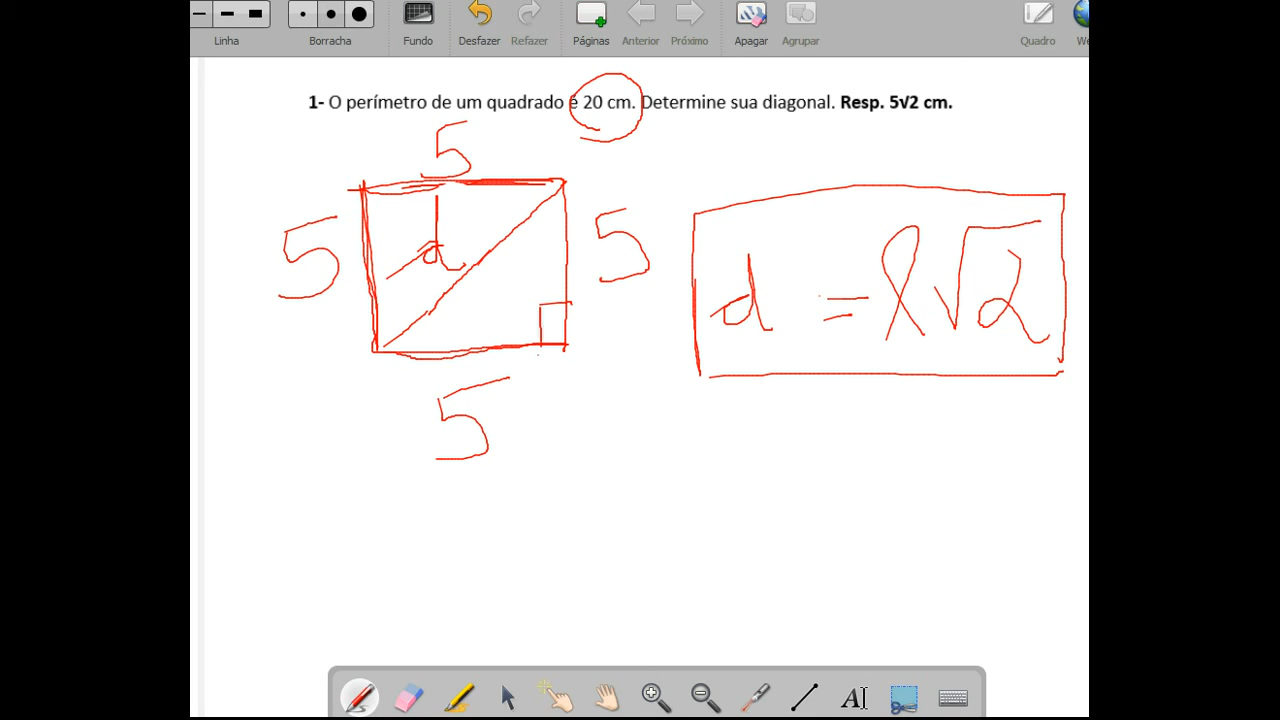 Linha Borracha Fundo Desfazer Refazer Páginas Anterior Próximo Apagar Agrupar Quadro We
1- O perímetro de um quadrado é 20 cm. Determine sua diagonal. Resp. 5√2 cm.
5
5 d 5
d = l√2
5